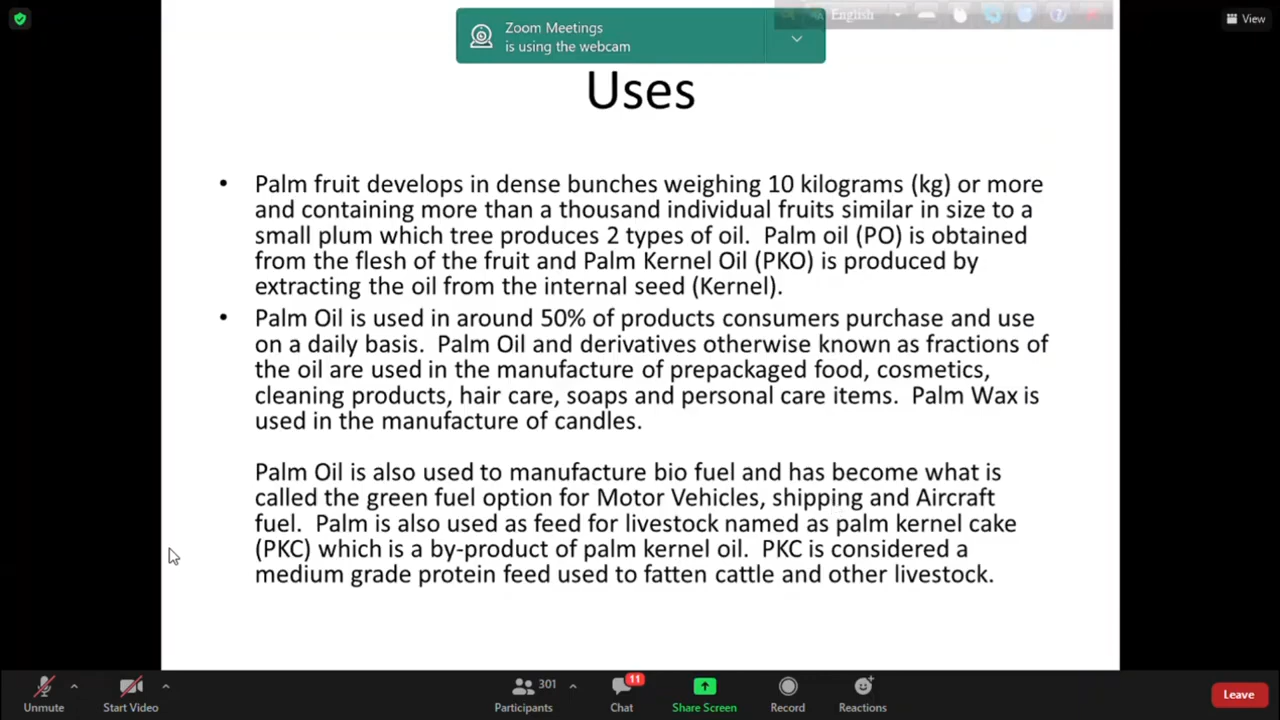 Zoom Meetings
is using the webcam
English
View
Uses
• Palm fruit develops in dense bunches weighing 10 kilograms (kg) or more
and containing more than a thousand individual fruits similar in size to a
small plum which tree produces 2 types of oil.  Palm oil (PO) is obtained
from the flesh of the fruit and Palm Kernel Oil (PKO) is produced by
extracting the oil from the internal seed (Kernel).
• Palm Oil is used in around 50% of products consumers purchase and use
on a daily basis.  Palm Oil and derivatives otherwise known as fractions of
the oil are used in the manufacture of prepackaged food, cosmetics,
cleaning products, hair care, soaps and personal care items.  Palm Wax is
used in the manufacture of candles.
Palm Oil is also used to manufacture bio fuel and has become what is
called the green fuel option for Motor Vehicles, shipping and Aircraft
fuel.  Palm is also used as feed for livestock named as palm kernel cake
(PKC) which is a by-product of palm kernel oil.  PKC is considered a
medium grade protein feed used to fatten cattle and other livestock.
301
11
Unmute
Start Video
Participants
Chat
Share Screen
Record
Reactions
Leave